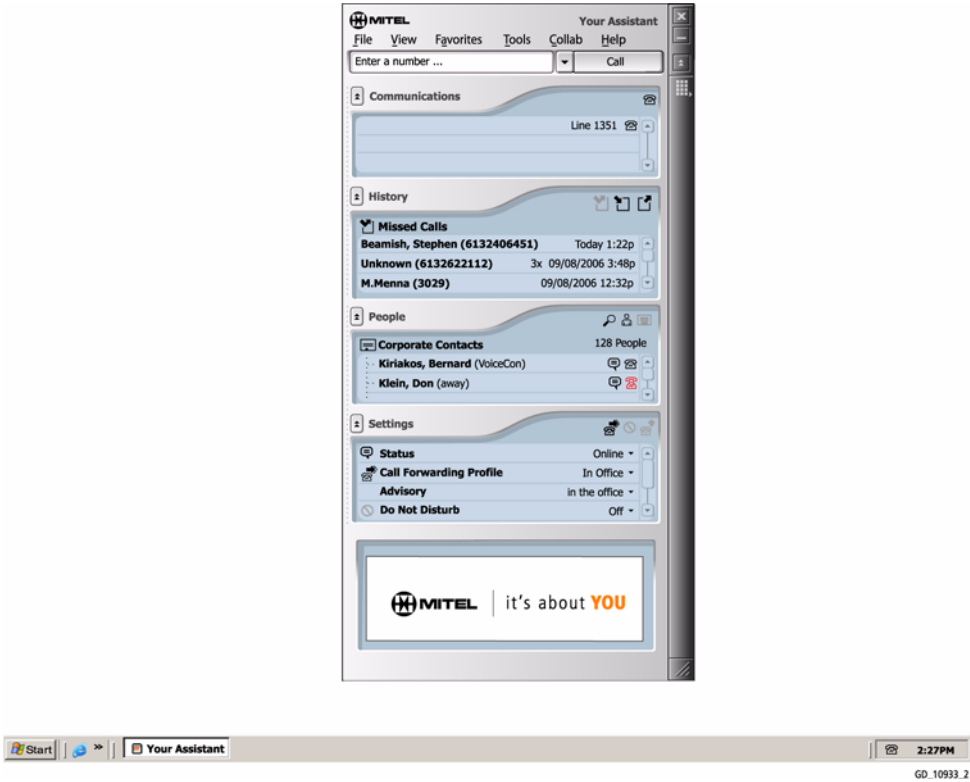 MITEL Your Assistant
File View Favorites Tools Collab Help
Enter a number ... Call
Communications
Line 1351
History
Missed Calls
Beamish, Stephen (6132406451) Today 1:22p
Unknown (6132622112) 3x 09/08/2006 3:48p
M.Menna (3029) 09/08/2006 12:32p
People
Corporate Contacts 128 People
Kiriakos, Bernard (VoiceCon)
Klein, Don (away)
Settings
Status Online
Call Forwarding Profile In Office
Advisory in the office
Do Not Disturb Off
MITEL it's about YOU
Start » Your Assistant 2:27PM
GD_10933_2